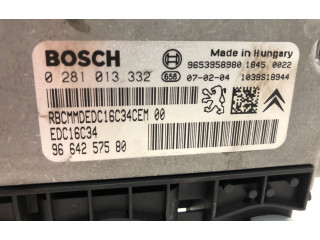 BOSCH
Made in Hungary
9653958980 1845 0022
0 281 013 332 656 07-02-04 1039S18944
RBCMMDEDC16C34CEM 00
EDC16C34
96 642 575 80